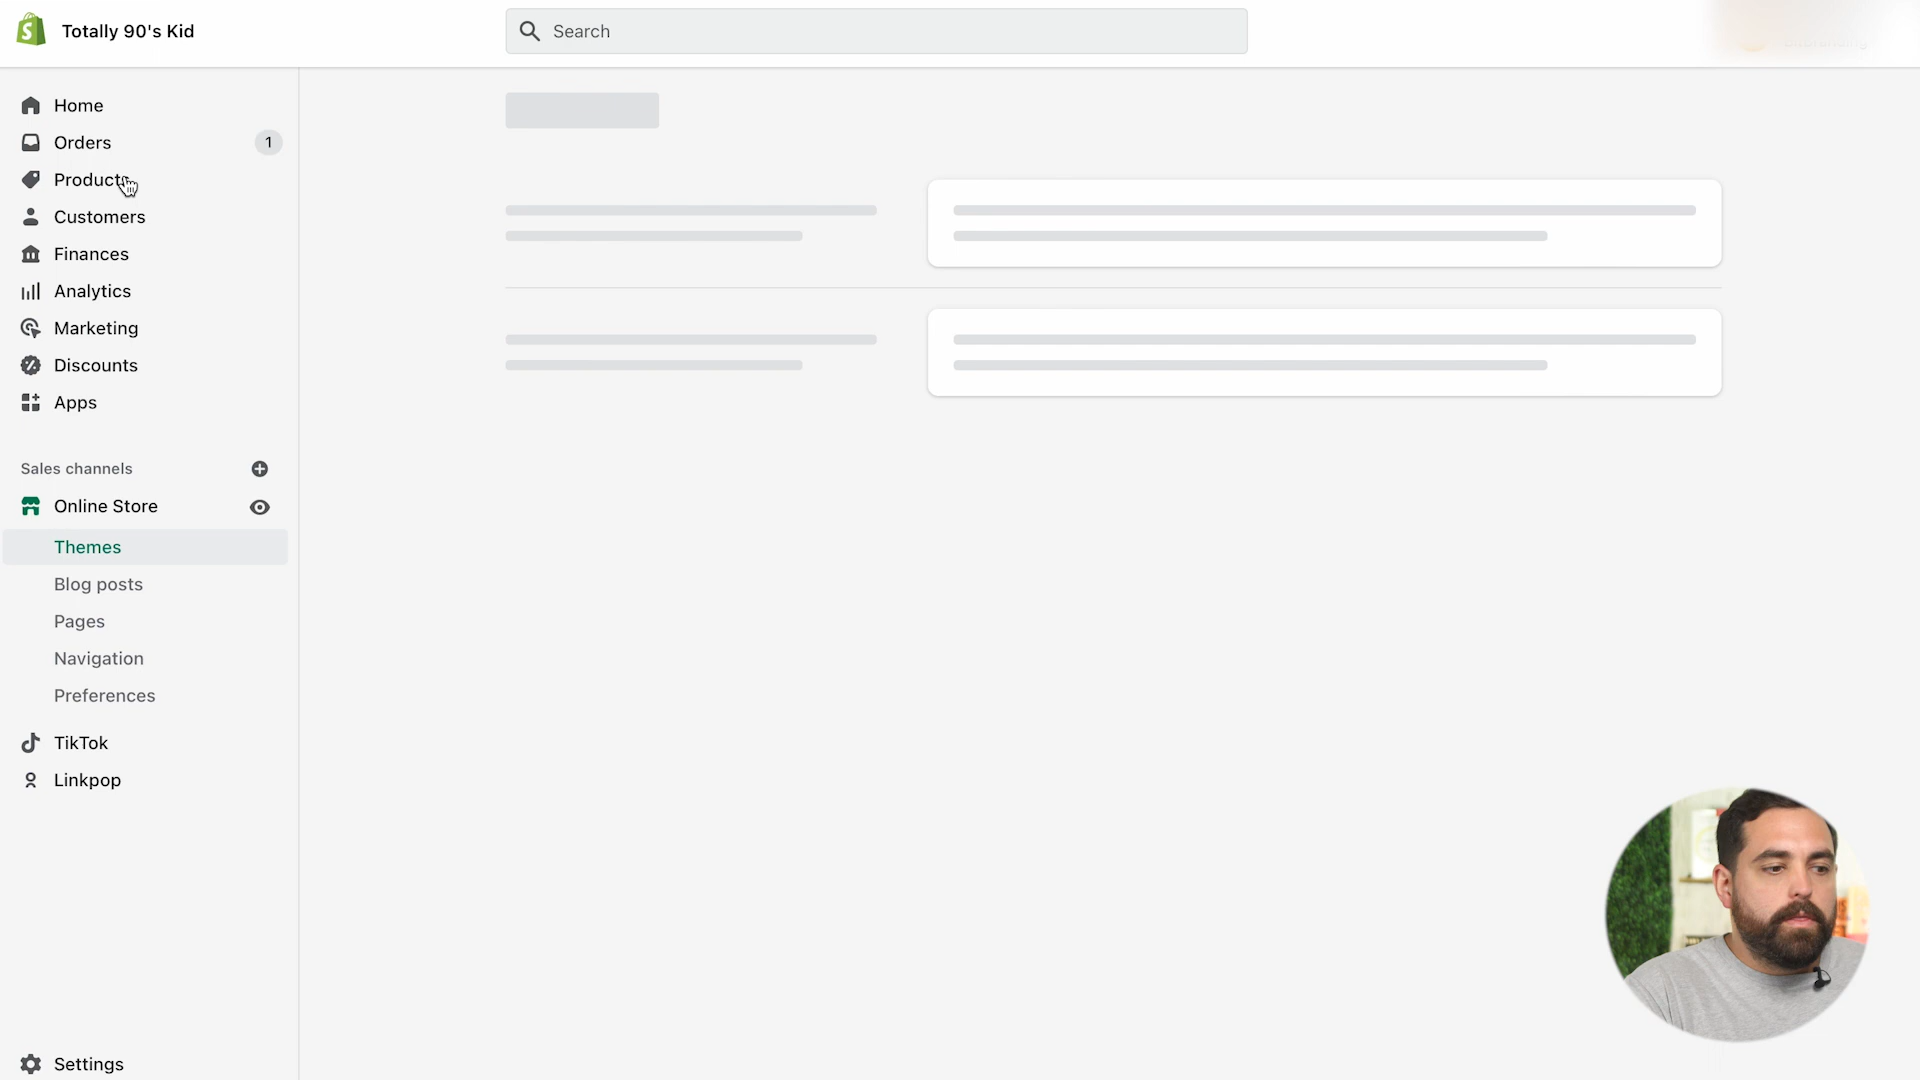 Totally 90's Kid
Search
Home
Orders
1
Products
Customers
Finances
Analytics
Marketing
Discounts
Apps
Sales channels
Online Store
Themes
Blog posts
Pages
Navigation
Preferences
TikTok
Linkpop
Settings